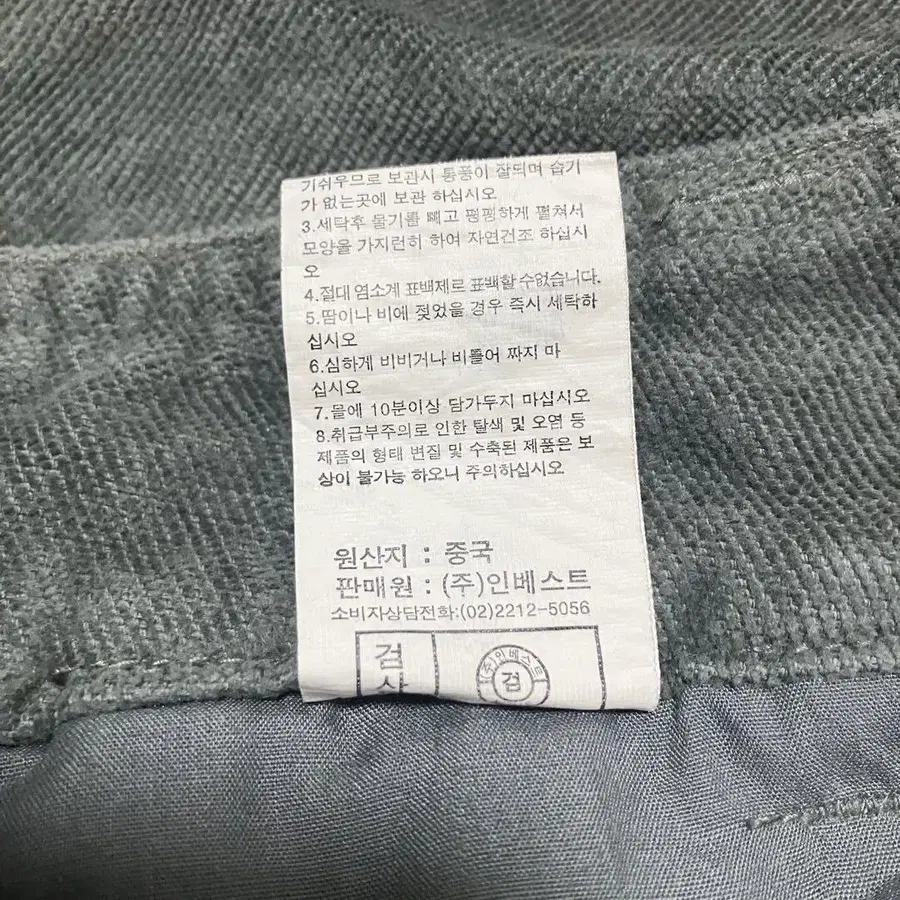 기쉬우므로 보관시 통풍이 잘되며 습기
가 없는곳에 보관 하십시오
3.세탁후 물기를 빼고 평평하게 펼쳐서
모양을 가지런히 하여 자연건조 하십시
오
4.절대 염소계 표백제로 표백할 수없습니다.
5.땀이나 비에 젖었을 경우 즉시 세탁하
십시오
6.심하게 비비거나 비틀어 짜지 마
십시오
7.물에 10분이상 담가두지 마십시오
8.취급부주의로 인한 탈색 및 오염 등
제품의 형태 변질 및 수축된 제품은 보
상이 불가능 하오니 주의하십시오
원산지 : 중국
판매원 : (주)인베스트
소비자상담전화:(02)2212-5056
검
(주)인베스트
검